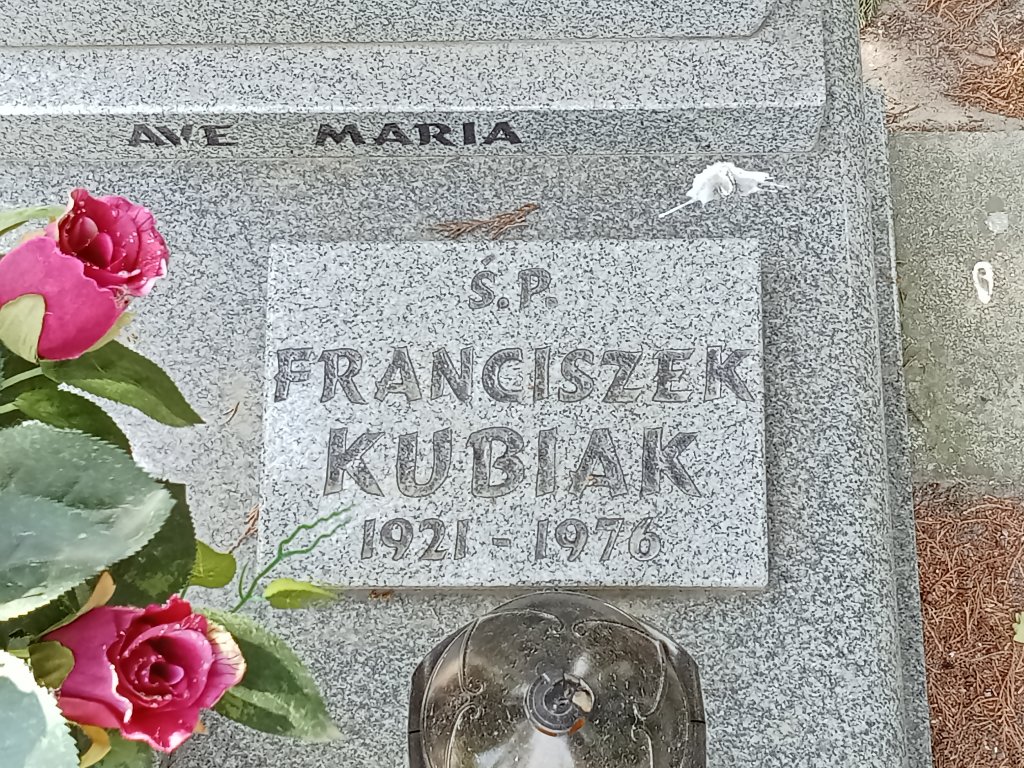 AVE MARIA
Ś.P.
FRANCISZEK
KUBIAK
1921 - 1976